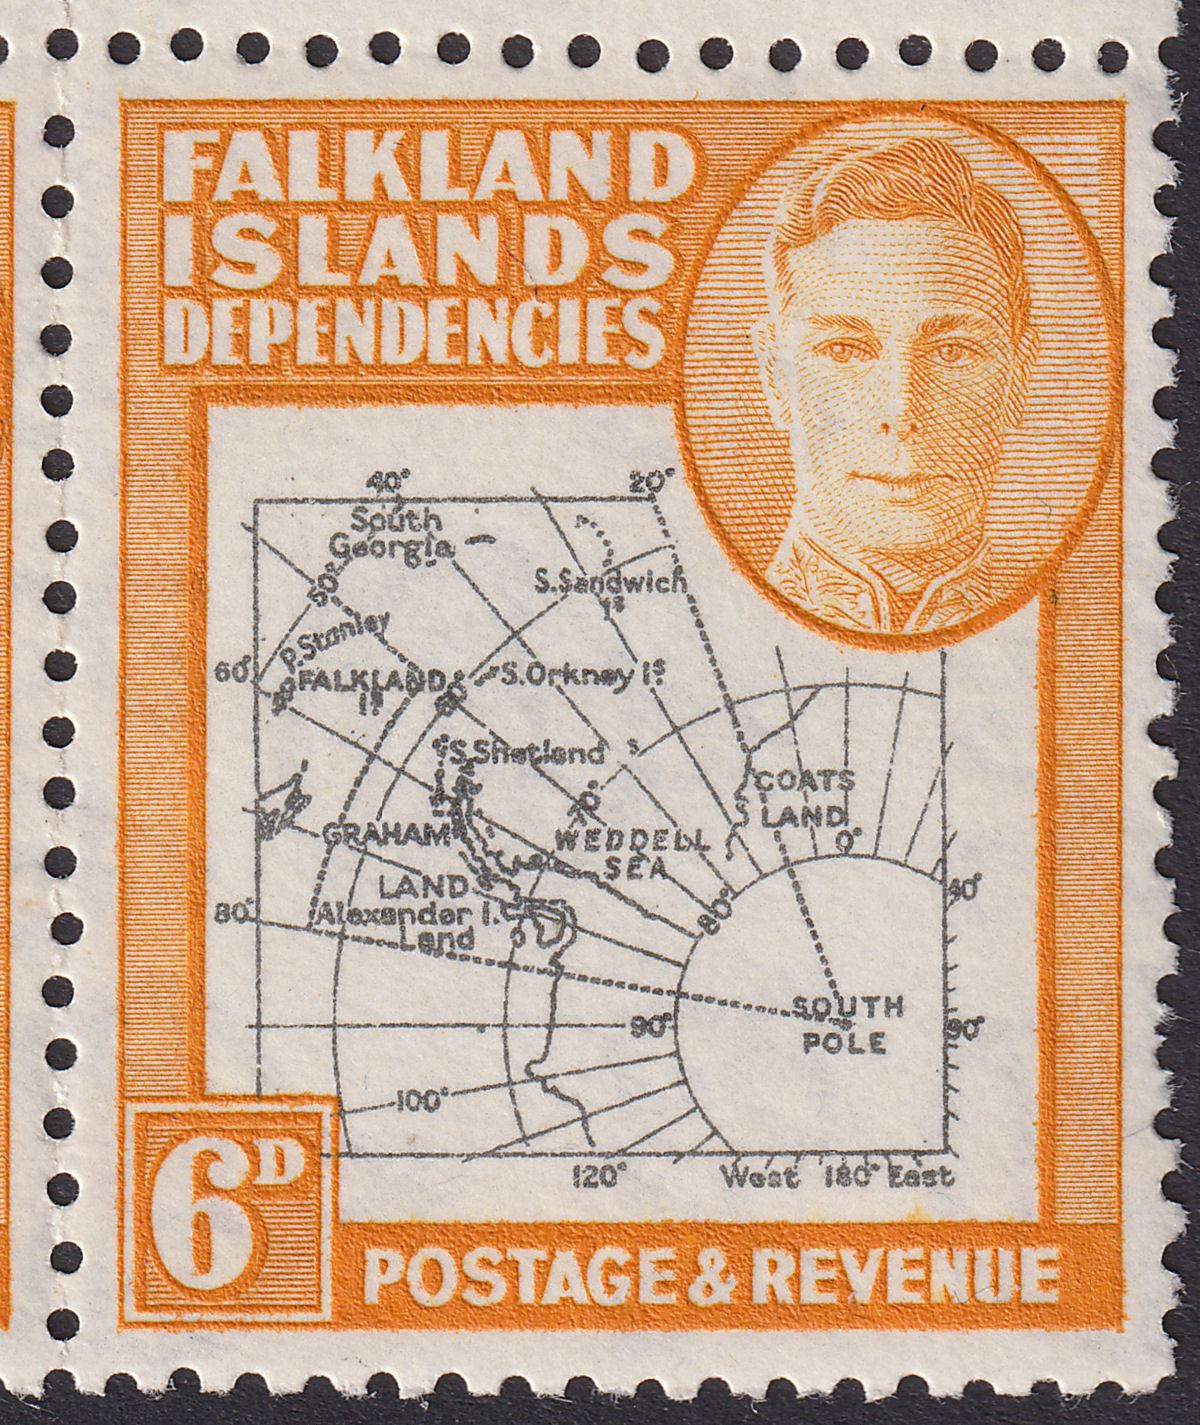 FALKLAND
ISLANDS
DEPENDENCIES
40° 20°
South
Georgia
S.Sandwich
Is
50°
P.Stanley
60°
FALKLAND
Is.
S.Orkney Is.
S.Shetland
COATS
LAND
GRAHAM
LAND
WEDDELL
SEA
0°
80°
40°
80°
Alexander I.
Land
SOUTH
POLE
90°
90°
100°
120°
West 180° East
6D
POSTAGE & REVENUE